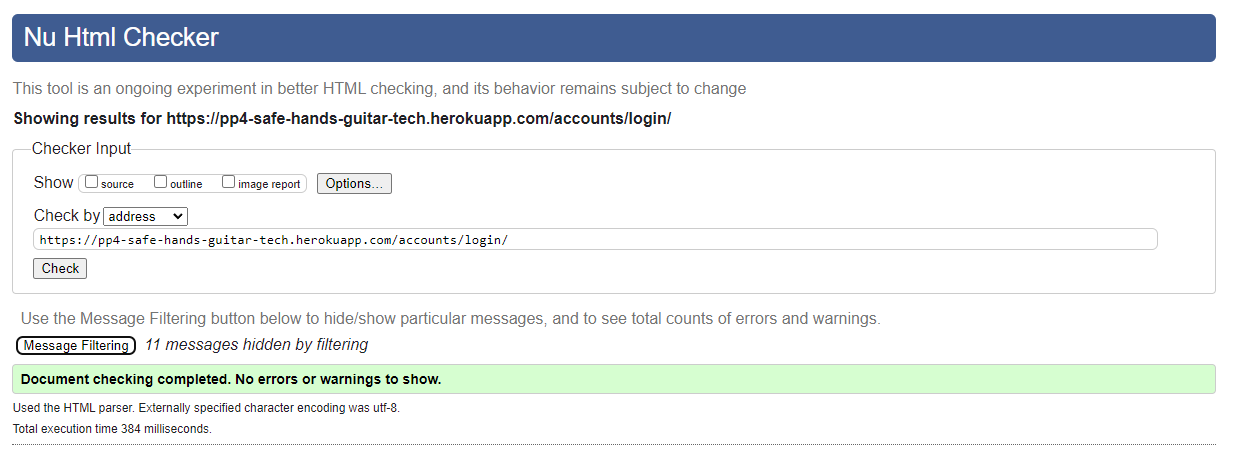 Nu Html Checker
This tool is an ongoing experiment in better HTML checking, and its behavior remains subject to change
Showing results for https://pp4-safe-hands-guitar-tech.herokuapp.com/accounts/login/
Checker Input
Show source outline image report Options...
Check by address
https://pp4-safe-hands-guitar-tech.herokuapp.com/accounts/login/
Check
Use the Message Filtering button below to hide/show particular messages, and to see total counts of errors and warnings.
Message Filtering 11 messages hidden by filtering
Document checking completed. No errors or warnings to show.
Used the HTML parser. Externally specified character encoding was utf-8.
Total execution time 384 milliseconds.